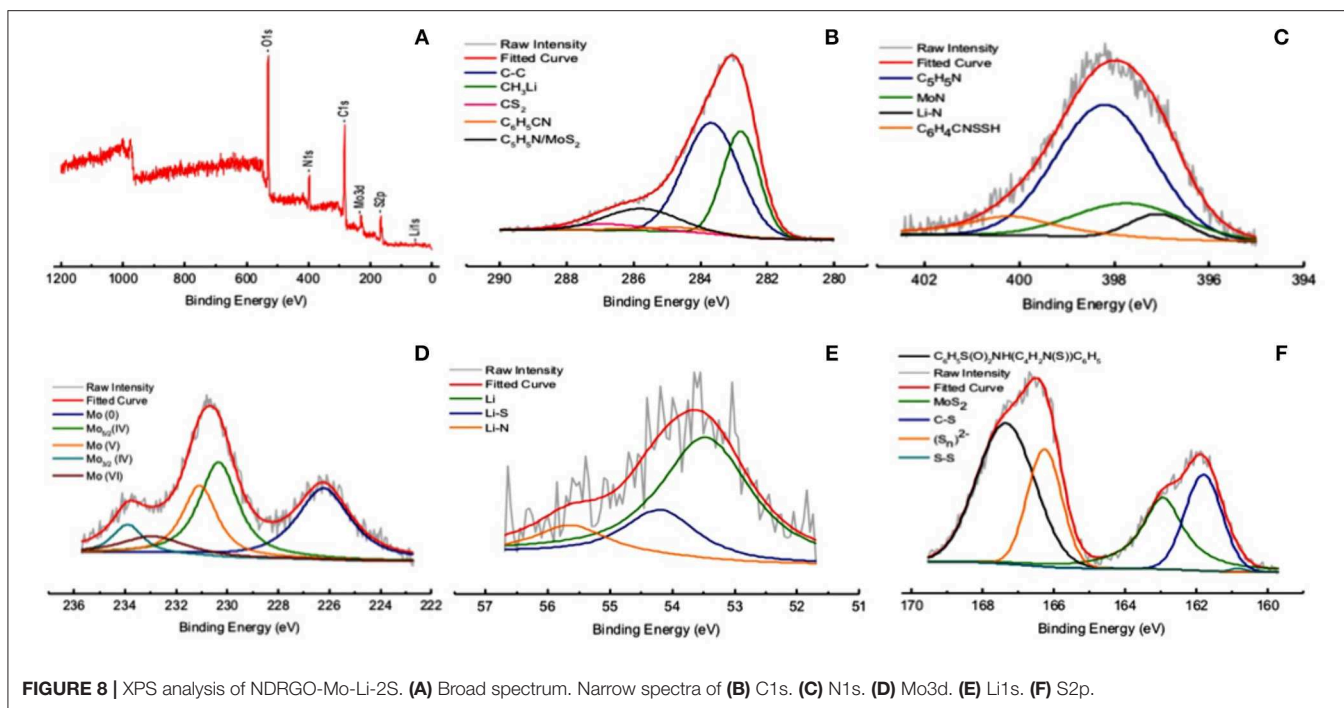 A
O1s
N1s
C1s
Mo3d
S2p
Li1s
1200 1000 800 600 400 200 0
Binding Energy (eV)
B
Raw Intensity
Fitted Curve
C-C
CH₃Li
CS₂
C₆H₅CN
C₅H₅N/MoS₂
290 288 286 284 282 280
Binding Energy (eV)
C
Raw Intensity
Fitted Curve
C₅H₅N
MoN
Li-N
C₆H₄CNSSH
402 400 398 396 394
Binding Energy (eV)
D
Raw Intensity
Fitted Curve
Mo (0)
Mo₅/₂(IV)
Mo (V)
Mo₃/₂ (IV)
Mo (VI)
236 234 232 230 228 226 224 222
Binding Energy (eV)
E
Raw Intensity
Fitted Curve
Li
Li-S
Li-N
57 56 55 54 53 52 51
Binding Energy (eV)
F
C₆H₅S(O)₂NH(C₄H₂N(S))C₆H₅
Raw Intensity
Fitted Curve
MoS₂
C-S
(Sₙ)²⁻
S-S
170 168 166 164 162 160
Binding Energy (eV)
FIGURE 8 | XPS analysis of NDRGO-Mo-Li-2S. (A) Broad spectrum. Narrow spectra of (B) C1s. (C) N1s. (D) Mo3d. (E) Li1s. (F) S2p.